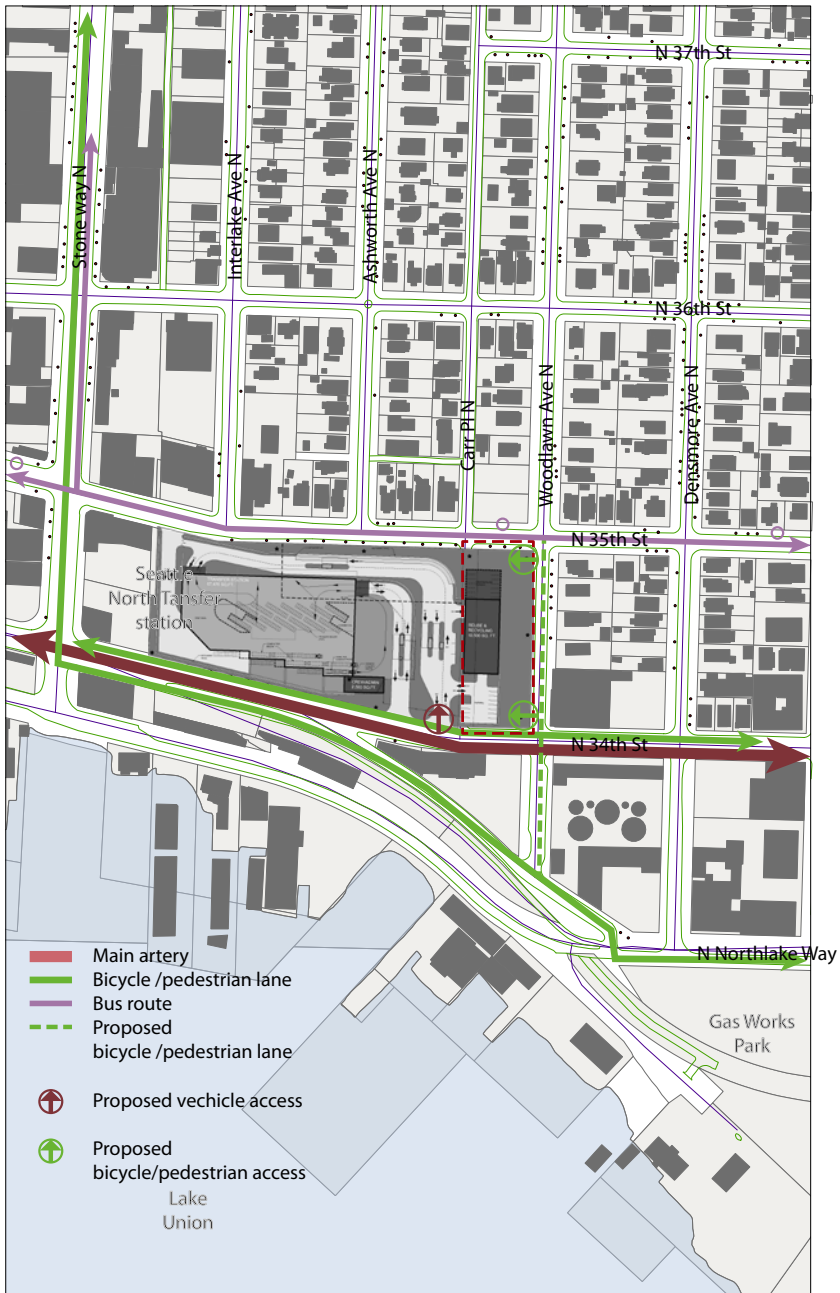 N 37th St
Stone way N
Interlake Ave N
Ashworth Ave N
N 36th St
Carr Pl N
Woodlawn Ave N
Densmore Ave N
N 35th St
Seattle
North Tansfer
station
N 34th St
N Northlake Way
Main artery
Bicycle /pedestrian lane
Bus route
Proposed
bicycle /pedestrian lane
Gas Works
Park
Proposed vechicle access
Proposed
bicycle/pedestrian access
Lake
Union